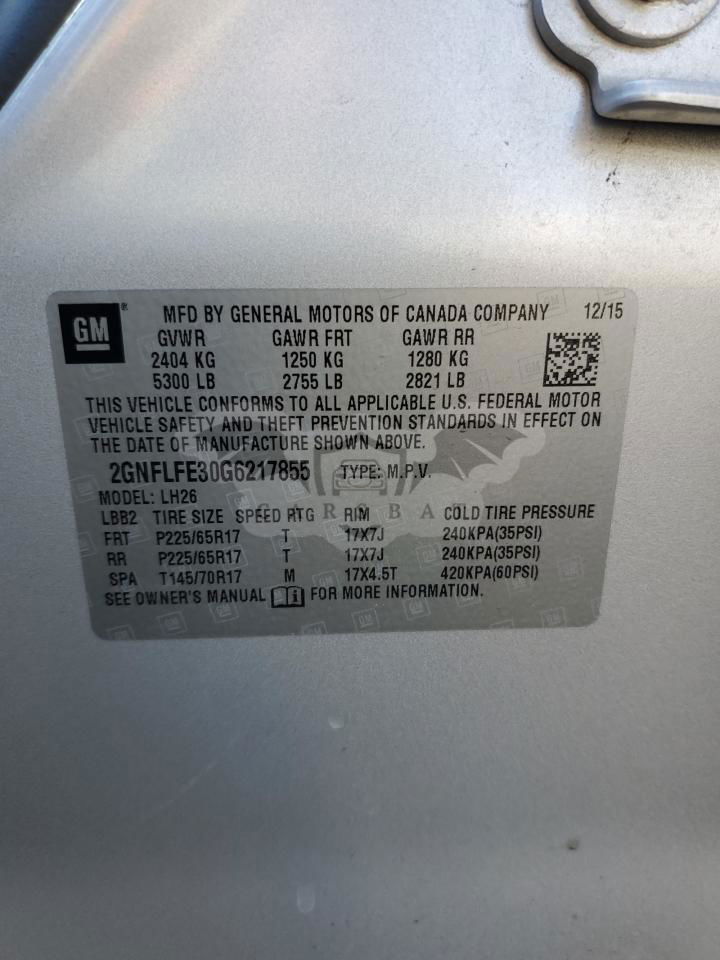 GM
MFD BY GENERAL MOTORS OF CANADA COMPANY 12/15
GVWR GAWR FRT GAWR RR
2404 KG 1250 KG 1280 KG
5300 LB 2755 LB 2821 LB
THIS VEHICLE CONFORMS TO ALL APPLICABLE U.S. FEDERAL MOTOR
VEHICLE SAFETY AND THEFT PREVENTION STANDARDS IN EFFECT ON
THE DATE OF MANUFACTURE SHOWN ABOVE.
2GNFLFE30G6217855 TYPE: M.P.V.
MODEL: LH26
CARSBAT
LBB2 TIRE SIZE SPEED RTG RIM COLD TIRE PRESSURE
FRT P225/65R17 T 17X7J 240KPA(35PSI)
RR P225/65R17 T 17X7J 240KPA(35PSI)
SPA T145/70R17 M 17X4.5T 420KPA(60PSI)
SEE OWNER'S MANUAL FOR MORE INFORMATION.